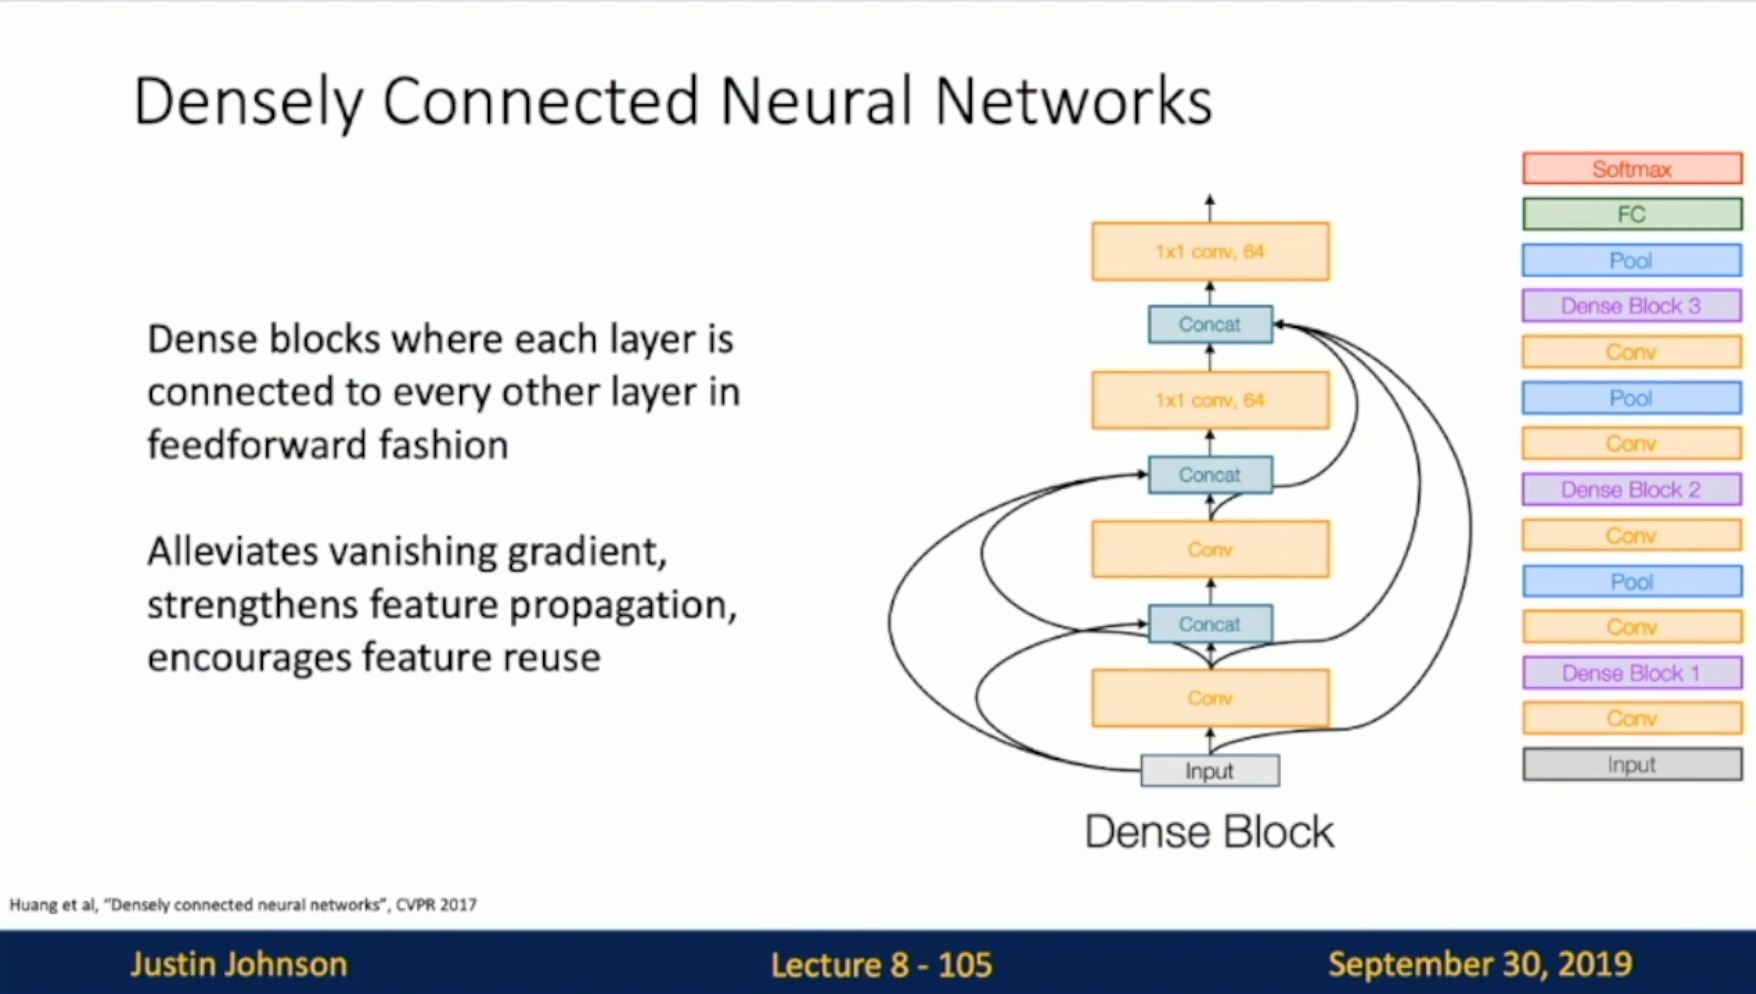 Densely Connected Neural Networks
Dense blocks where each layer is
connected to every other layer in
feedforward fashion
Alleviates vanishing gradient,
strengthens feature propagation,
encourages feature reuse
1x1 conv, 64
Concat
1x1 conv, 64
Concat
Conv
Concat
Conv
Input
Dense Block
Softmax
FC
Pool
Dense Block 3
Conv
Pool
Conv
Dense Block 2
Conv
Pool
Conv
Dense Block 1
Conv
Input
Huang et al, “Densely connected neural networks”, CVPR 2017
Justin Johnson
Lecture 8 - 105
September 30, 2019